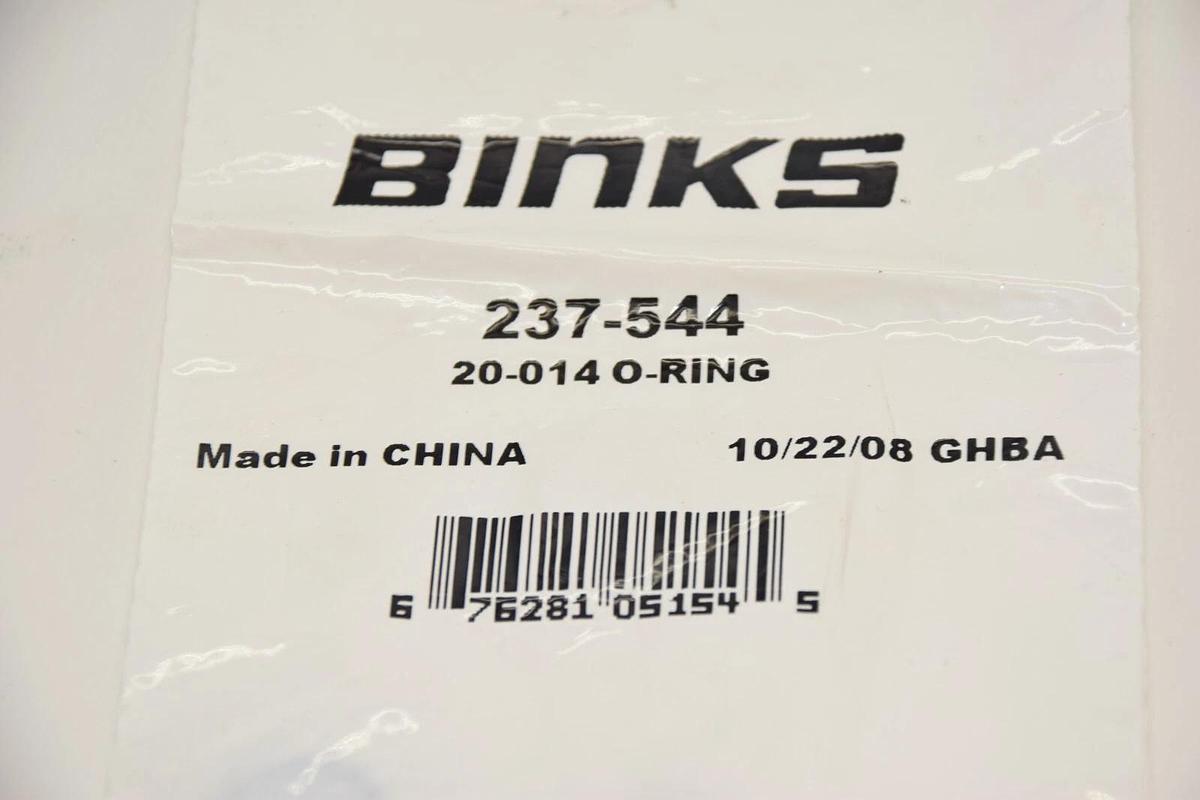 BINKS
237-544
20-014 O-RING
Made in CHINA 10/22/08 GHBA
6 76281 05154 5